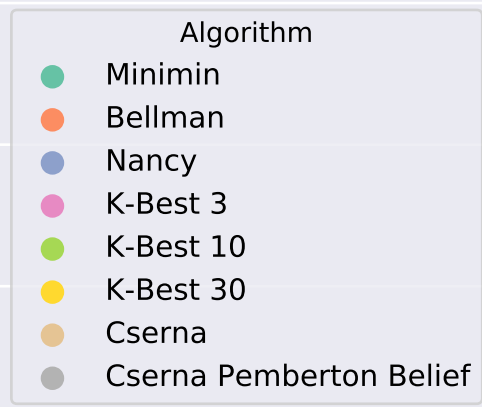 Algorithm
Minimin
Bellman
Nancy
K-Best 3
K-Best 10
K-Best 30
Cserna
Cserna Pemberton Belief